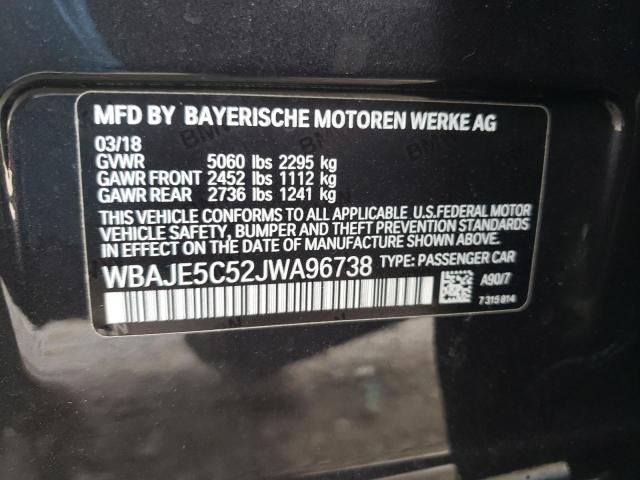 MFD BY BAYERISCHE MOTOREN WERKE AG
03/18
GVWR 5060 lbs 2295 kg
GAWR FRONT 2452 lbs 1112 kg
GAWR REAR 2736 lbs 1241 kg
THIS VEHICLE CONFORMS TO ALL APPLICABLE U.S.FEDERAL MOTOR
VEHICLE SAFETY, BUMPER AND THEFT PREVENTION STANDARDS
IN EFFECT ON THE DATE OF MANUFACTURE SHOWN ABOVE.
WBAJE5C52JWA96738 TYPE: PASSENGER CAR
A90/7
7 315 814